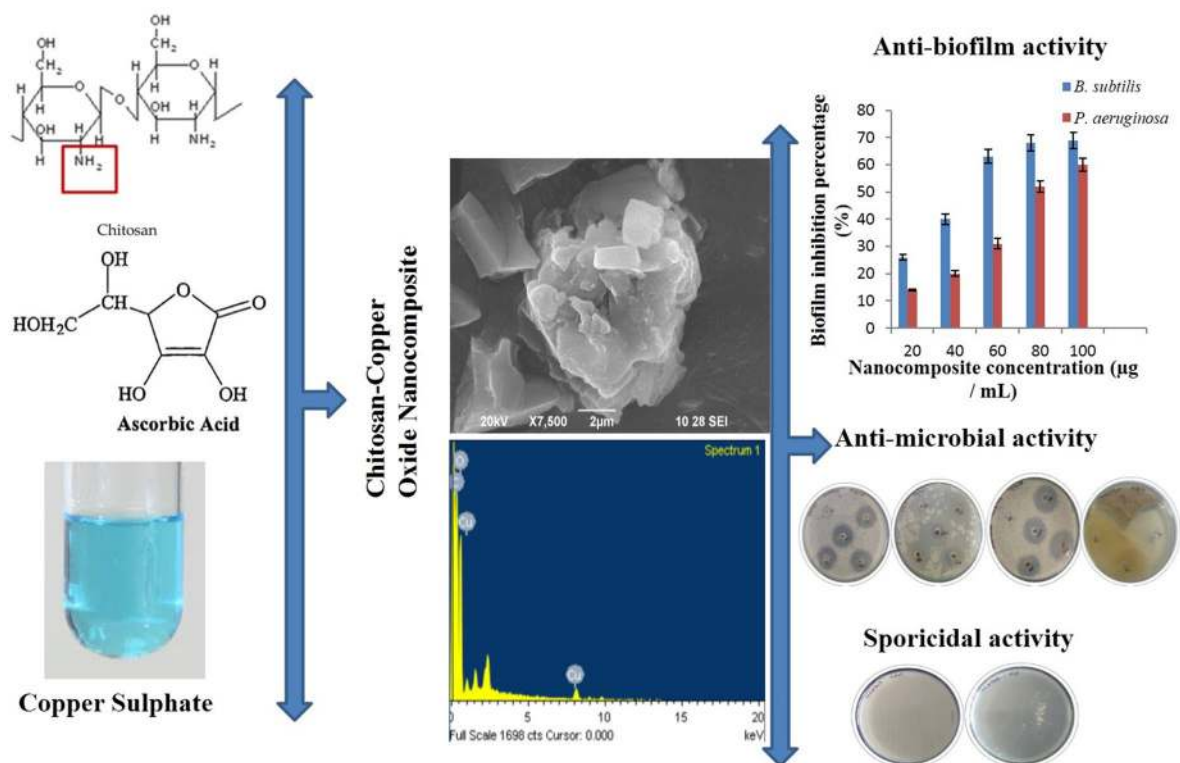 OH
CH₂
H
O
H
OH
H
H
NH₂
O
OH
CH₂
H
O
H
OH
H
H
NH₂
Chitosan
OH
CH
HOH₂C
O
O
HO
OH
Ascorbic Acid
Copper Sulphate
Chitosan-Copper
Oxide Nanocomposite
20kV X7,500 2µm 10 28 SEI
Spectrum 1
Cu
Cu
0 5 10 15 20
Full Scale 1698 cts Cursor: 0.000 keV
Anti-biofilm activity
B. subtilis
P. aeruginosa
Biofilm inhibition percentage
(%)
80
70
60
50
40
30
20
10
0
20 40 60 80 100
Nanocomposite concentration (µg
/ mL)
Anti-microbial activity
Sporicidal activity